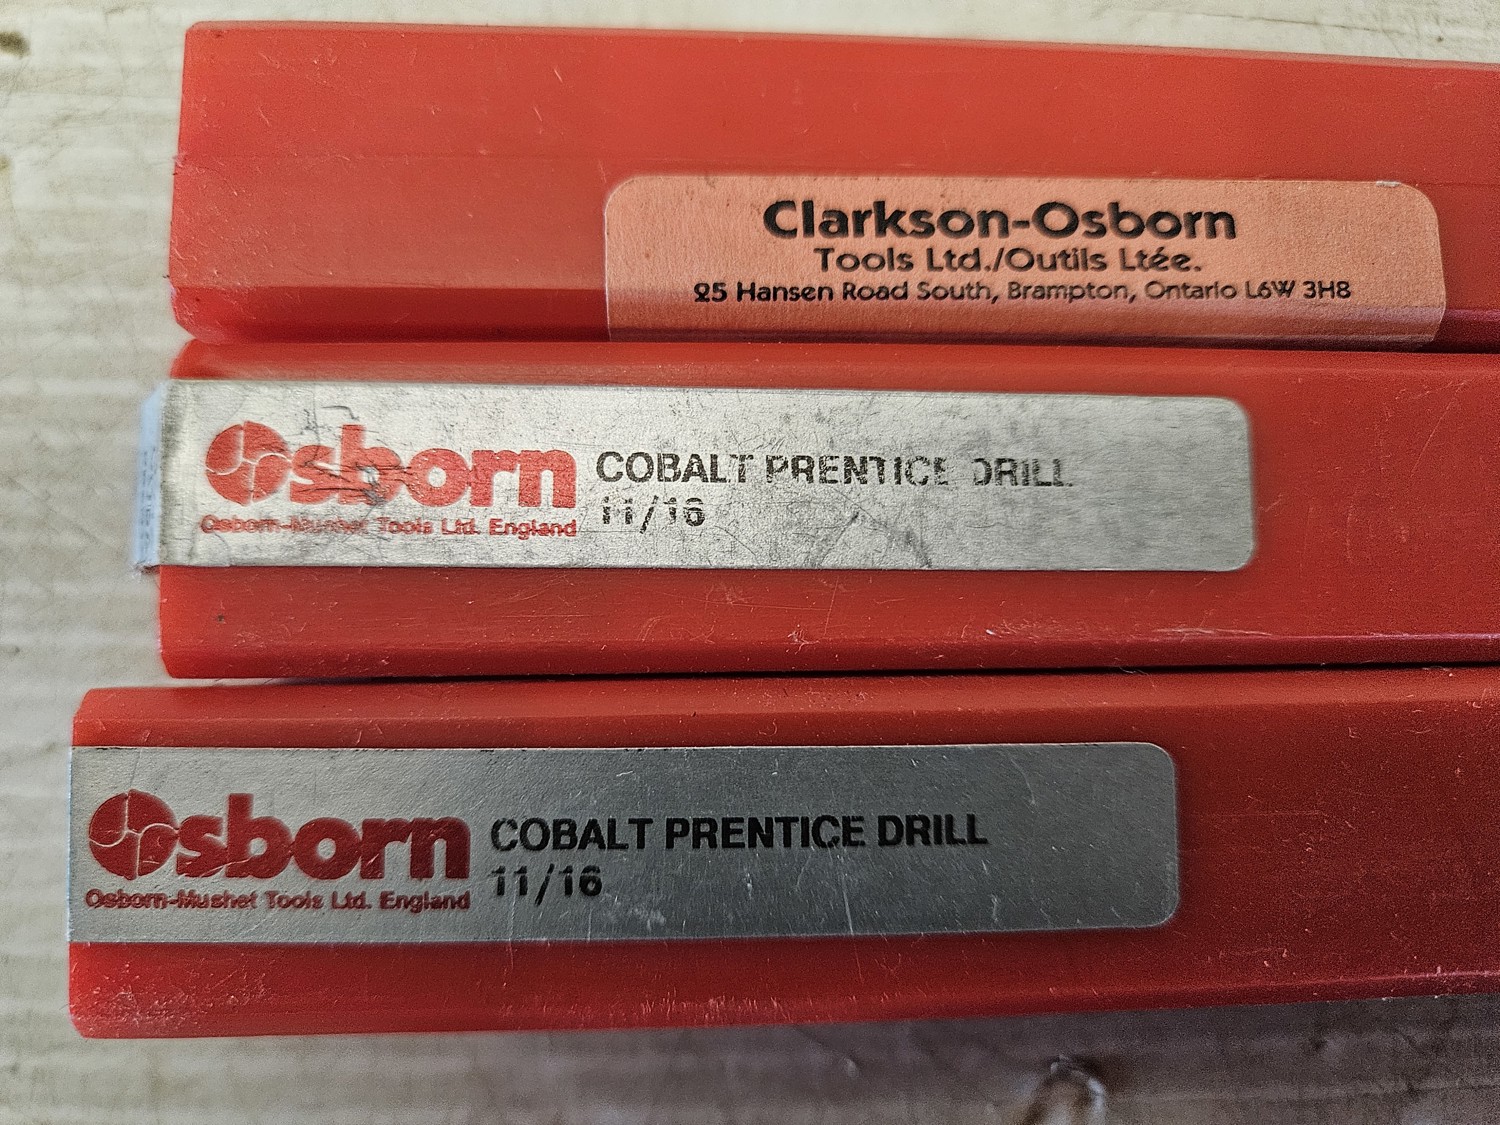 Clarkson-Osborn
Tools Ltd./Outils Ltée.
25 Hansen Road South, Brampton, Ontario L6W 3H8
Osborn
Osborn-Mushet Tools Ltd. England
COBALT PRENTICE DRILL
11/16
Osborn
Osborn-Mushet Tools Ltd. England
COBALT PRENTICE DRILL
11/16